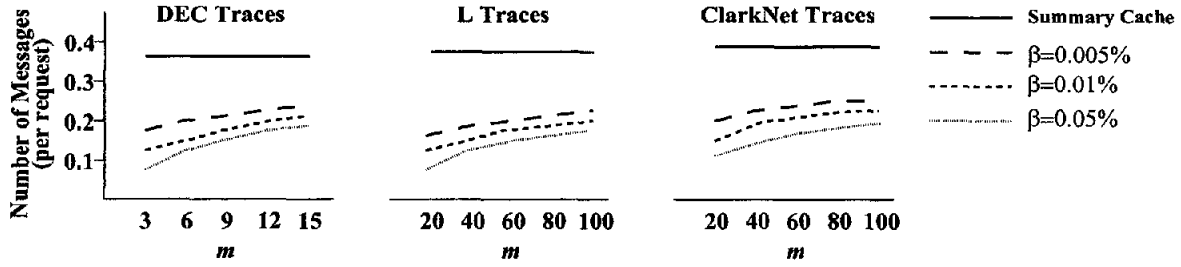 DEC Traces
L Traces
ClarkNet Traces
Number of Messages
(per request)
0.4
0.3
0.2
0.1
3 6 9 12 15
m
20 40 60 80 100
m
20 40 60 80 100
m
Summary Cache
β=0.005%
β=0.01%
β=0.05%